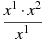 x¹ · x²
x¹